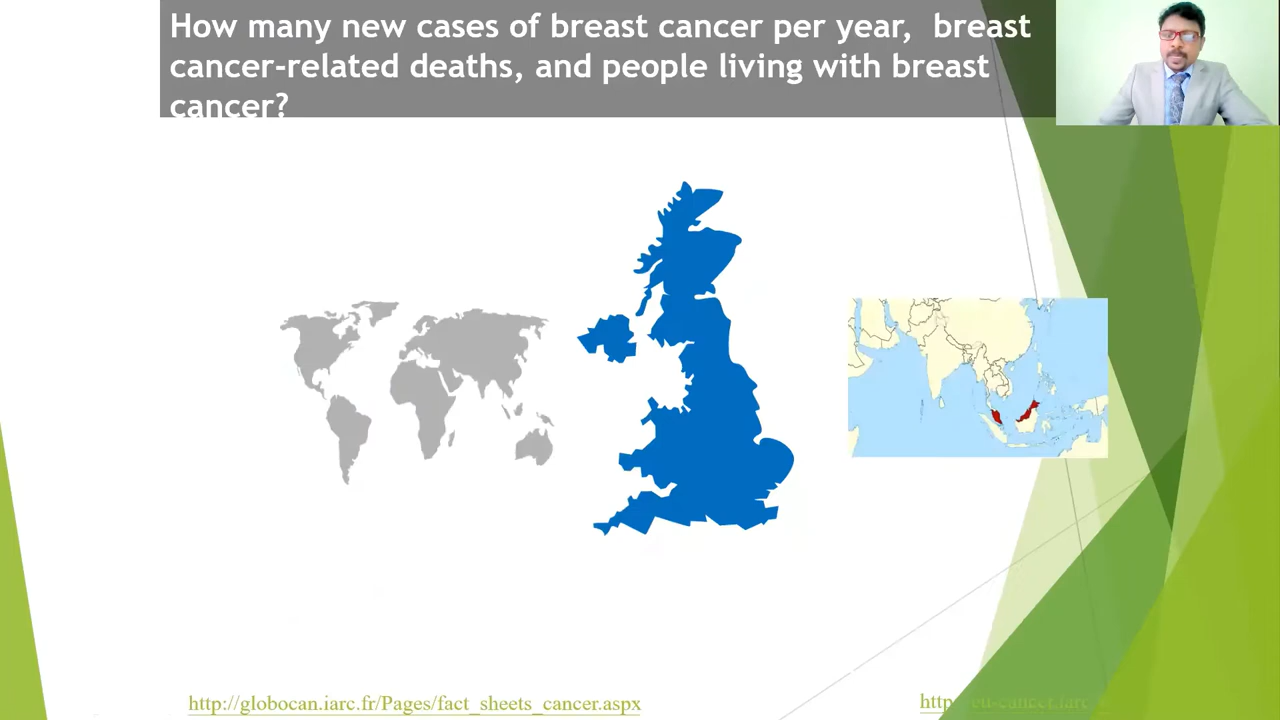 How many new cases of breast cancer per year, breast
cancer-related deaths, and people living with breast
cancer?
http://globocan.iarc.fr/Pages/fact_sheets_cancer.aspx